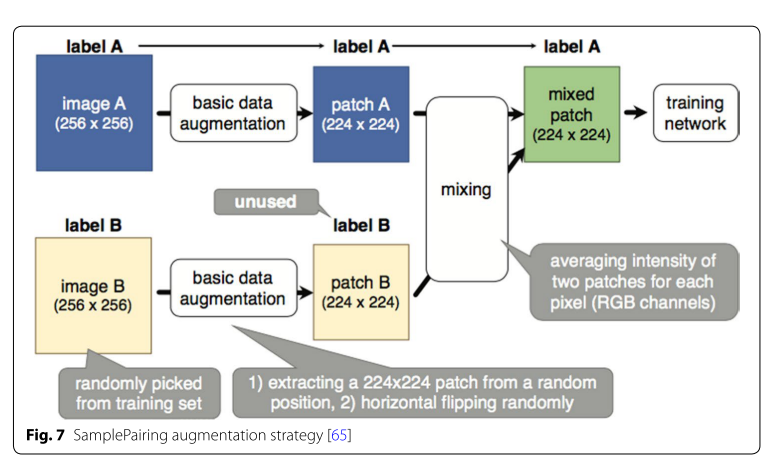 label A
label A
label A
image A
(256 x 256)
basic data
augmentation
patch A
(224 x 224)
mixed
patch
(224 x 224)
training
network
mixing
unused
label B
label B
image B
(256 x 256)
basic data
augmentation
patch B
(224 x 224)
averaging intensity of
two patches for each
pixel (RGB channels)
randomly picked
from training set
1) extracting a 224x224 patch from a random
position, 2) horizontal flipping randomly
Fig. 7 SamplePairing augmentation strategy [65]